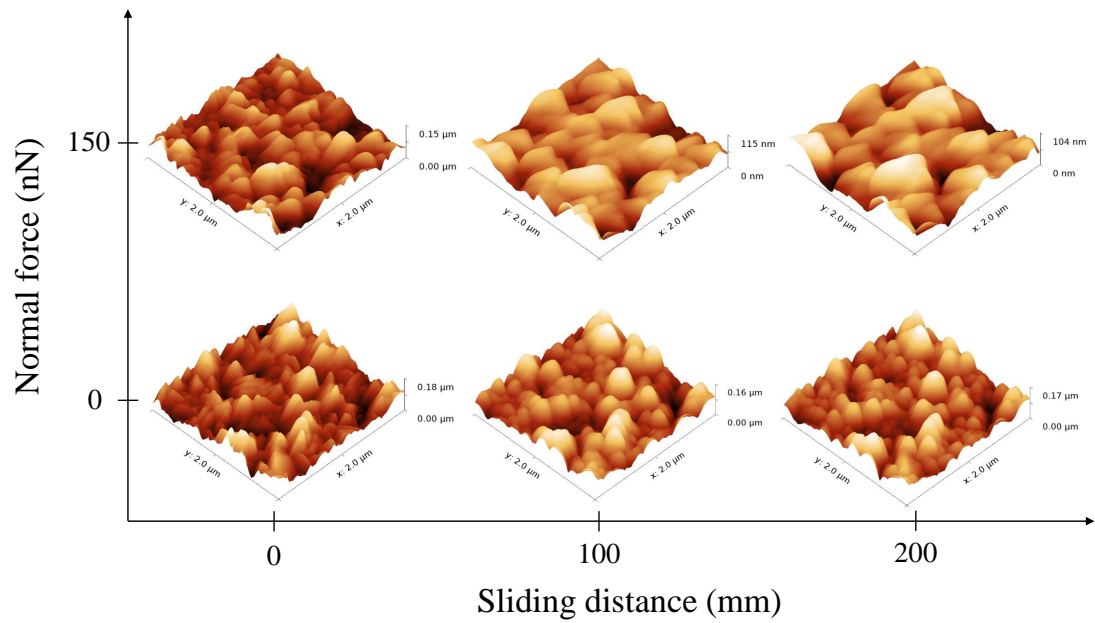 Normal force (nN)
150
0.15 µm
0.00 µm
y: 2.0 µm
x: 2.0 µm
115 nm
0 nm
y: 2.0 µm
x: 2.0 µm
104 nm
0 nm
y: 2.0 µm
x: 2.0 µm
0
0.18 µm
0.00 µm
y: 2.0 µm
x: 2.0 µm
0.16 µm
0.00 µm
y: 2.0 µm
x: 2.0 µm
0.17 µm
0.00 µm
y: 2.0 µm
x: 2.0 µm
0
100
200
Sliding distance (mm)